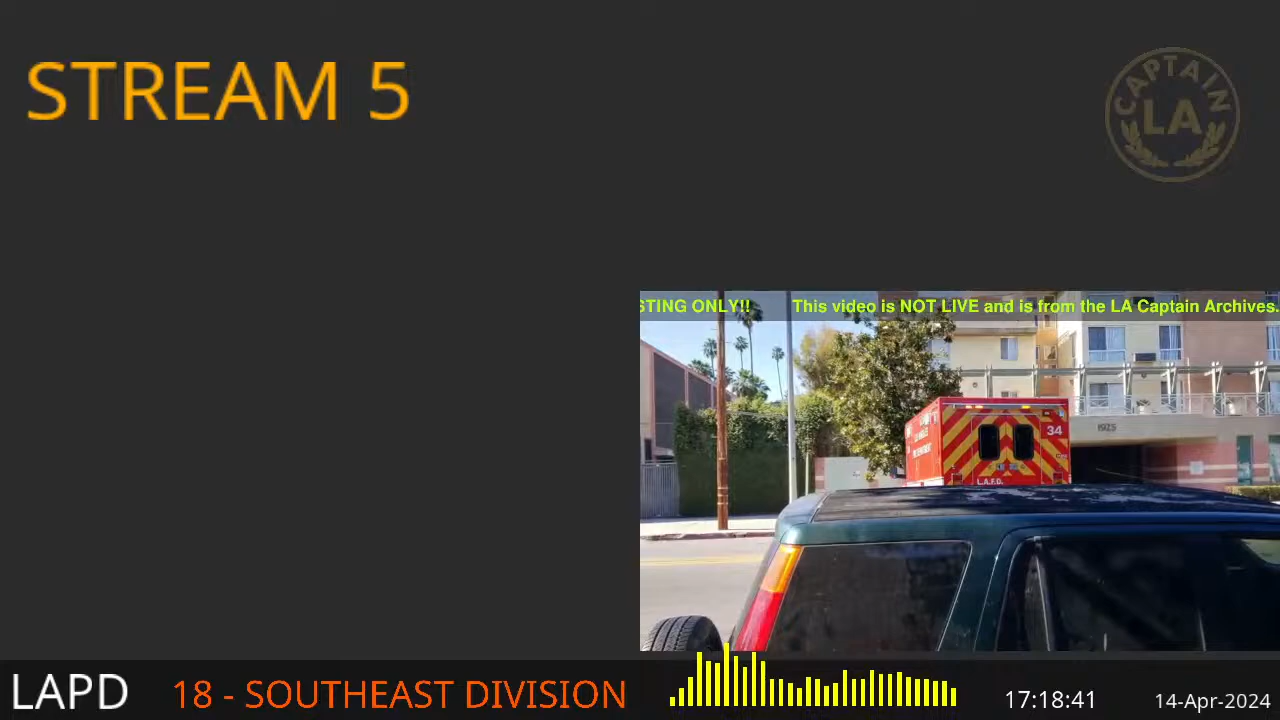 STREAM 5
CAPTAIN
LA
STING ONLY!! This video is NOT LIVE and is from the LA Captain Archives.
34
L.A.F.D.
1925
LAPD 18 - SOUTHEAST DIVISION 17:18:41 14-Apr-2024